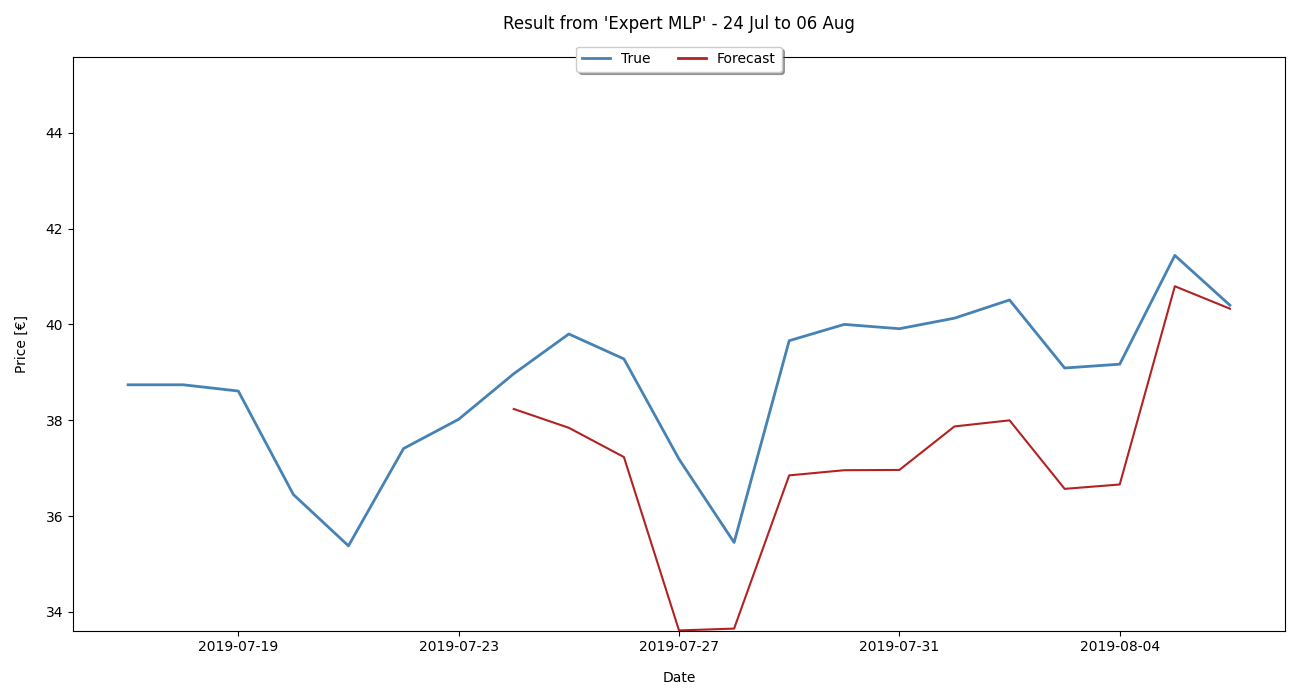 Result from 'Expert MLP' - 24 Jul to 06 Aug
True Forecast
Price [€]
44
42
40
38
36
34
2019-07-19 2019-07-23 2019-07-27 2019-07-31 2019-08-04
Date